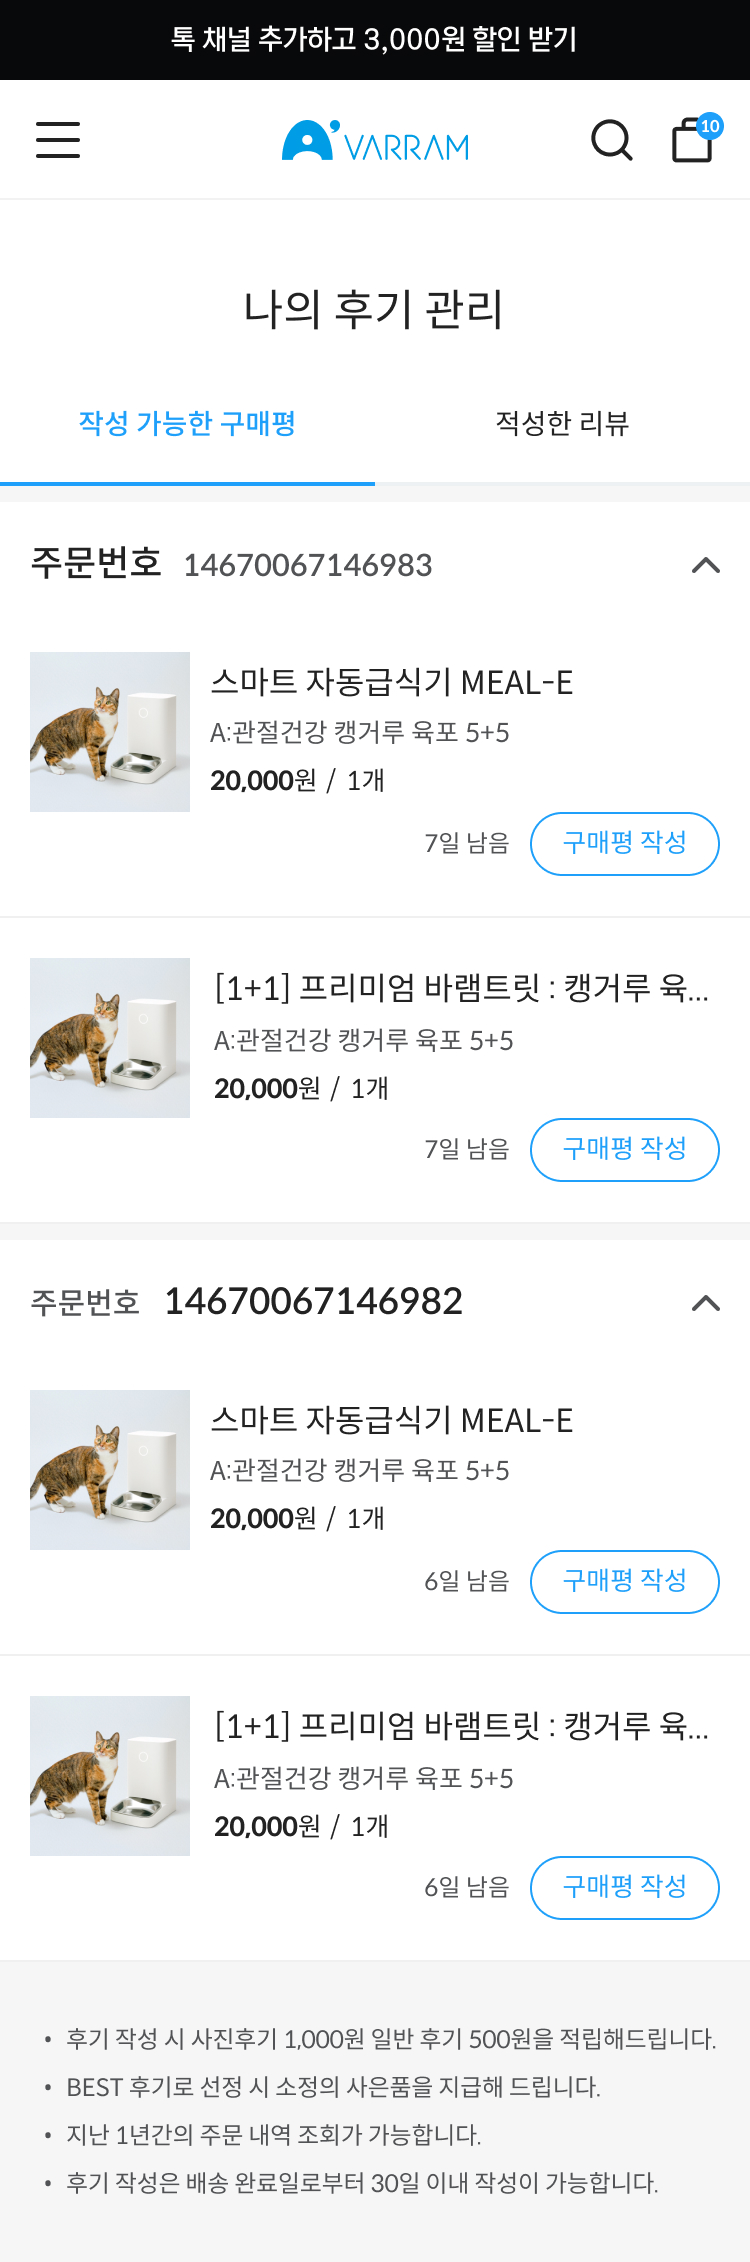 톡 채널 추가하고 3,000원 할인 받기
VARRAM
10
나의 후기 관리
작성 가능한 구매평
적성한 리뷰
주문번호 14670067146983
스마트 자동급식기 MEAL-E
A:관절건강 캥거루 육포 5+5
20,000원 / 1개
7일 남음
구매평 작성
[1+1] 프리미엄 바램트릿 : 캥거루 육...
A:관절건강 캥거루 육포 5+5
20,000원 / 1개
7일 남음
구매평 작성
주문번호 14670067146982
스마트 자동급식기 MEAL-E
A:관절건강 캥거루 육포 5+5
20,000원 / 1개
6일 남음
구매평 작성
[1+1] 프리미엄 바램트릿 : 캥거루 육...
A:관절건강 캥거루 육포 5+5
20,000원 / 1개
6일 남음
구매평 작성
• 후기 작성 시 사진후기 1,000원 일반 후기 500원을 적립해드립니다.
• BEST 후기로 선정 시 소정의 사은품을 지급해 드립니다.
• 지난 1년간의 주문 내역 조회가 가능합니다.
• 후기 작성은 배송 완료일로부터 30일 이내 작성이 가능합니다.